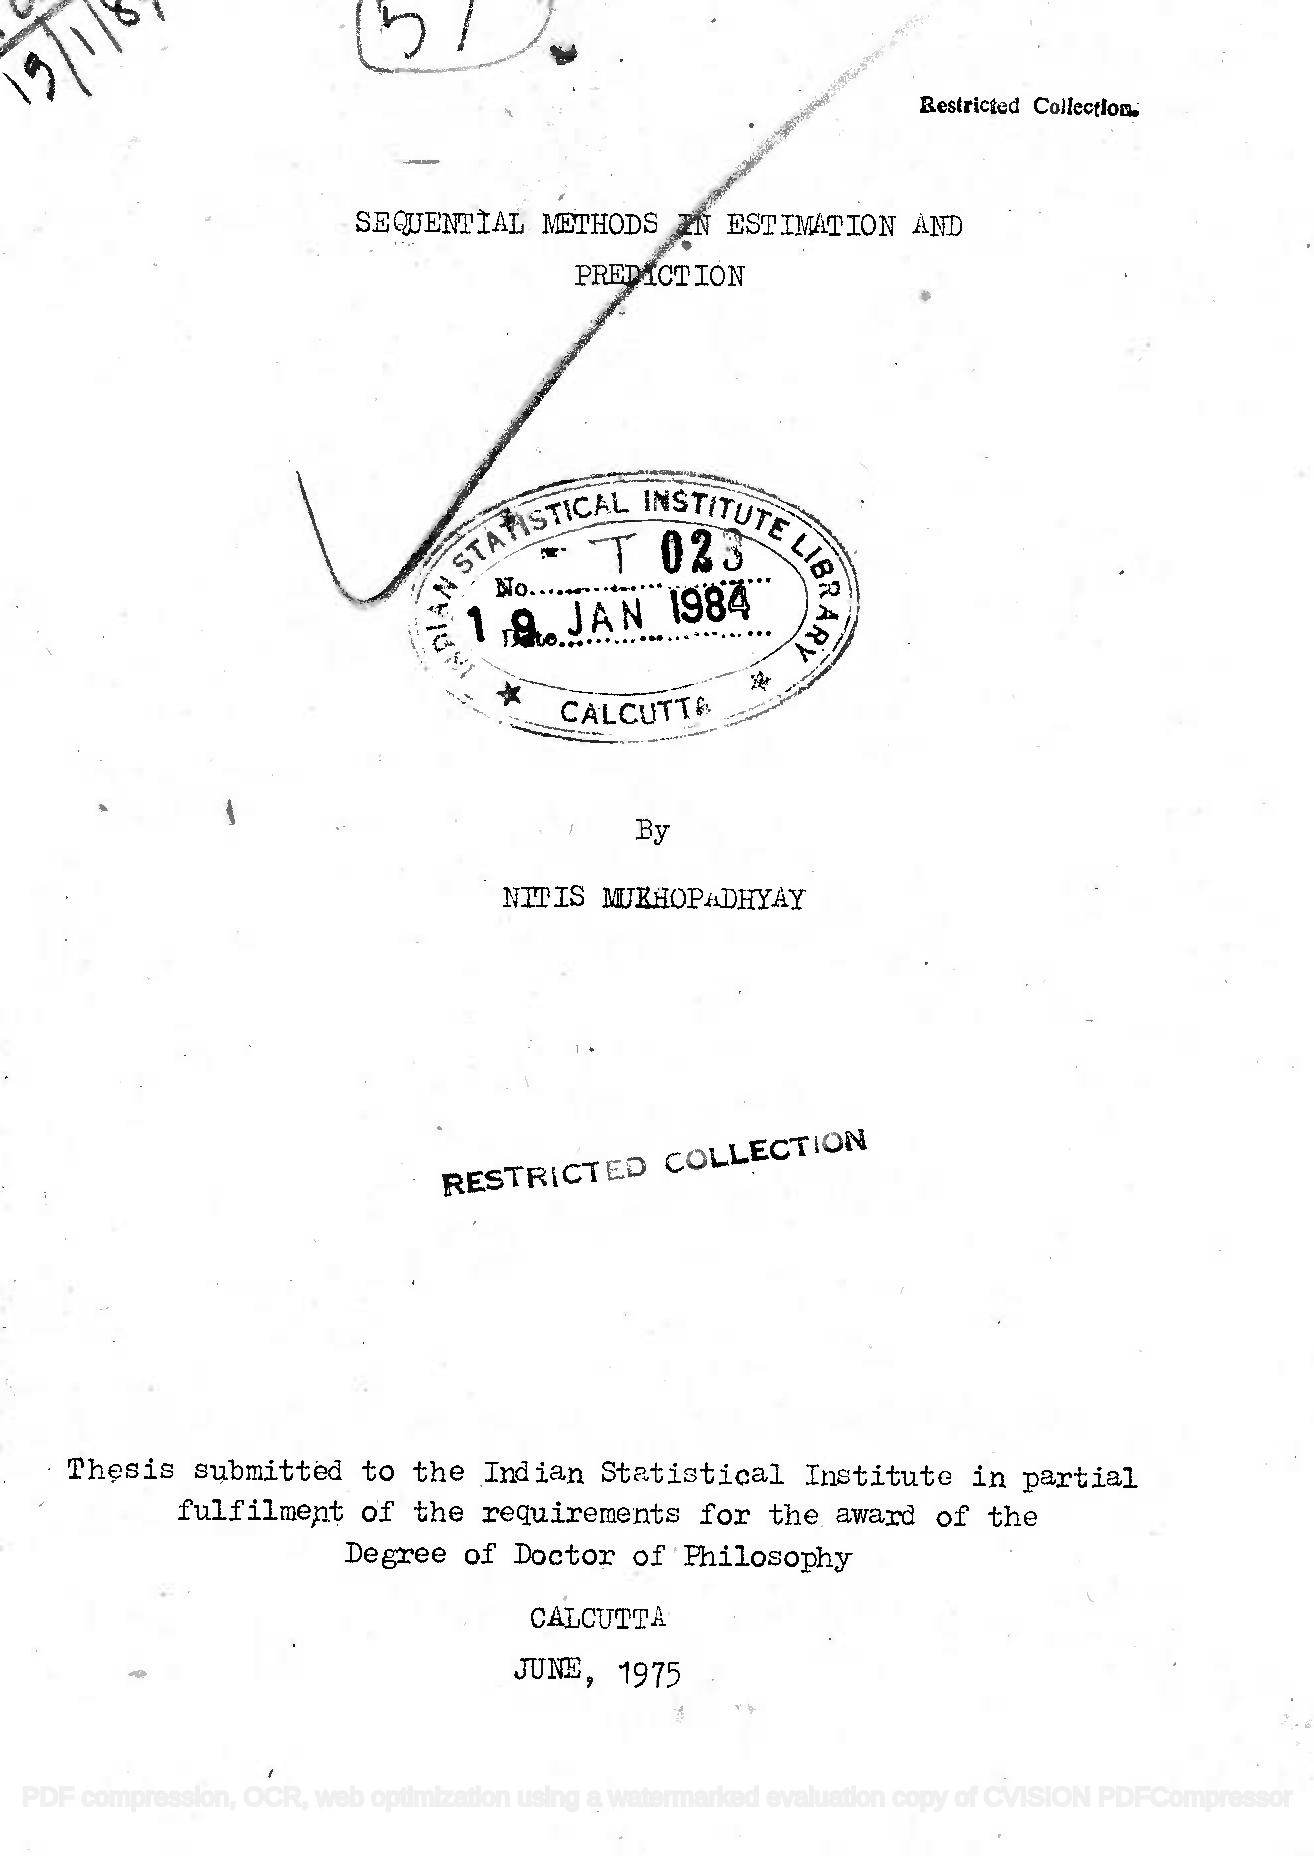 19/1/8
57
Restricted Collection.
SEQUENTIAL METHODS IN ESTIMATION AND
PREDICTION
INDIAN STATISTICAL INSTITUTE LIBRARY
No. - T 023
Date 19 JAN 1984
★ CALCUTTA ★
By
NITIS MUKHOPADHYAY
RESTRICTED COLLECTION
Thesis submitted to the Indian Statistical Institute in partial
fulfilment of the requirements for the award of the
Degree of Doctor of Philosophy
CALCUTTA
JUNE, 1975
PDF compression, OCR, web optimization using a watermarked evaluation copy of CVISION PDFCompressor